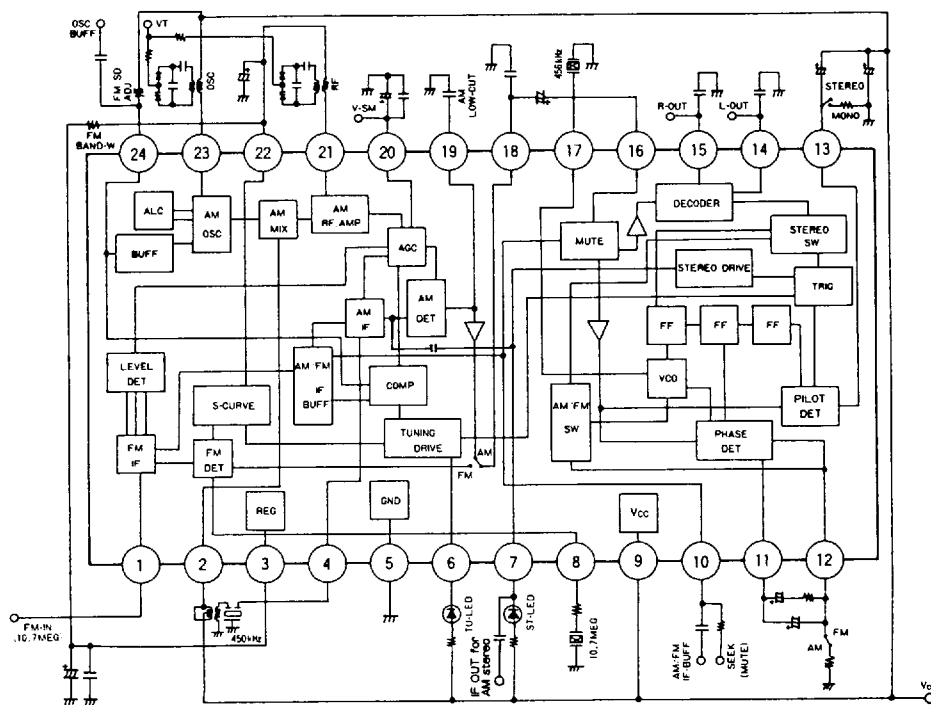 OSC
BUFF
VT
FM SD
ADJ
OSC
RF
V-SM
AM
LOW-CUT
456kHz
R-OUT
L-OUT
STEREO
MONO
FM
BAND-W
24
23
22
21
20
19
18
17
16
15
14
13
ALC
AM
OSC
AM
MIX
AM
RF AMP
BUFF
AGC
MUTE
DECODER
STEREO
SW
STEREO DRIVE
TRIG
AM
IF
AM
DET
FF
FF
FF
LEVEL
DET
AM/FM
IF
BUFF
COMP
VCO
AM/FM
SW
PILOT
DET
S-CURVE
TUNING
DRIVE
PHASE
DET
FM
IF
FM
DET
FM
AM
REG
GND
VCC
1
2
3
4
5
6
7
8
9
10
11
12
FM-IN
(10.7MEG)
450kHz
TU-LED
IF OUT for
AM stereo
ST-LED
10.7MEG
AM/FM
IF-BUFF
SEEK
(MUTE)
AM
FM